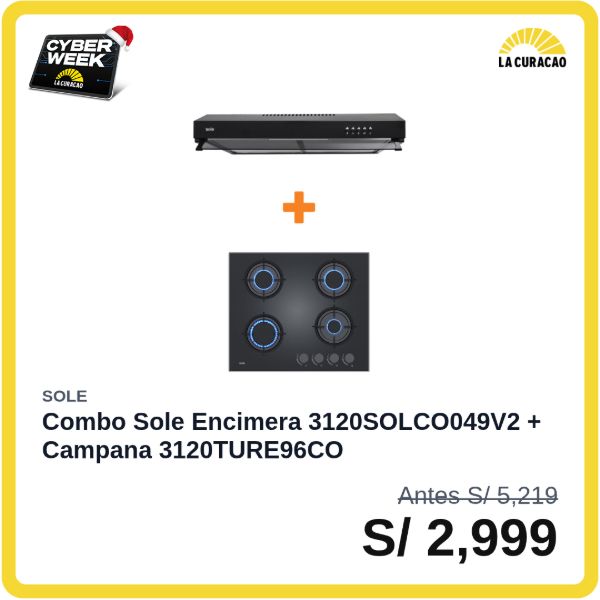 CYBER
WEEK
LA CURACAO
LA CURACAO
SOLE
Combo Sole Encimera 3120SOLCO049V2 +
Campana 3120TURE96CO
Antes S/ 5,219
S/ 2,999